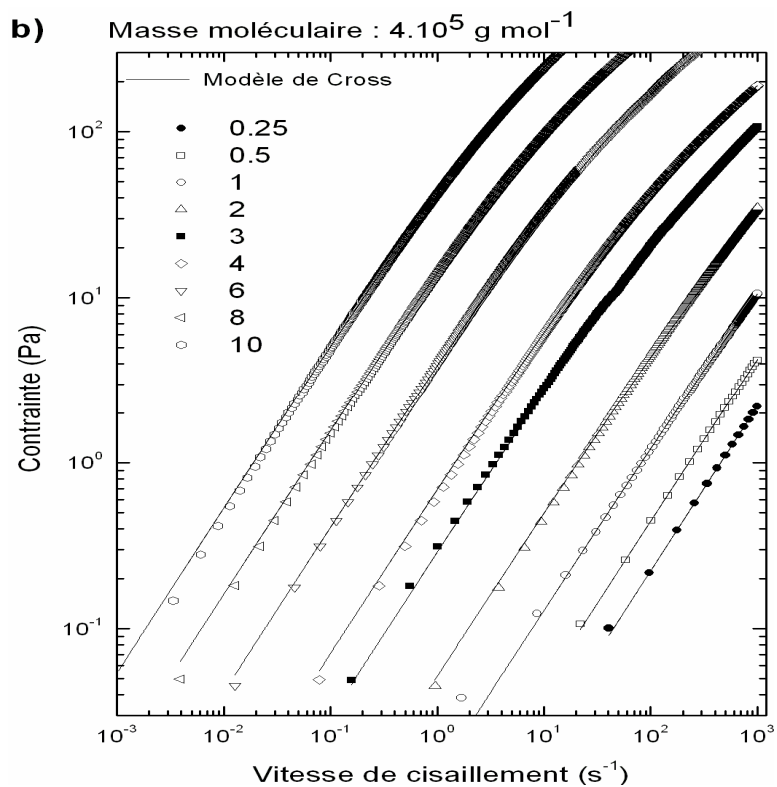 b) Masse moléculaire : 4.10⁵ g mol⁻¹
Modèle de Cross
0.25
0.5
1
2
3
4
6
8
10
Contrainte (Pa)
10²
10¹
10⁰
10⁻¹
10⁻³ 10⁻² 10⁻¹ 10⁰ 10¹ 10² 10³
Vitesse de cisaillement (s⁻¹)